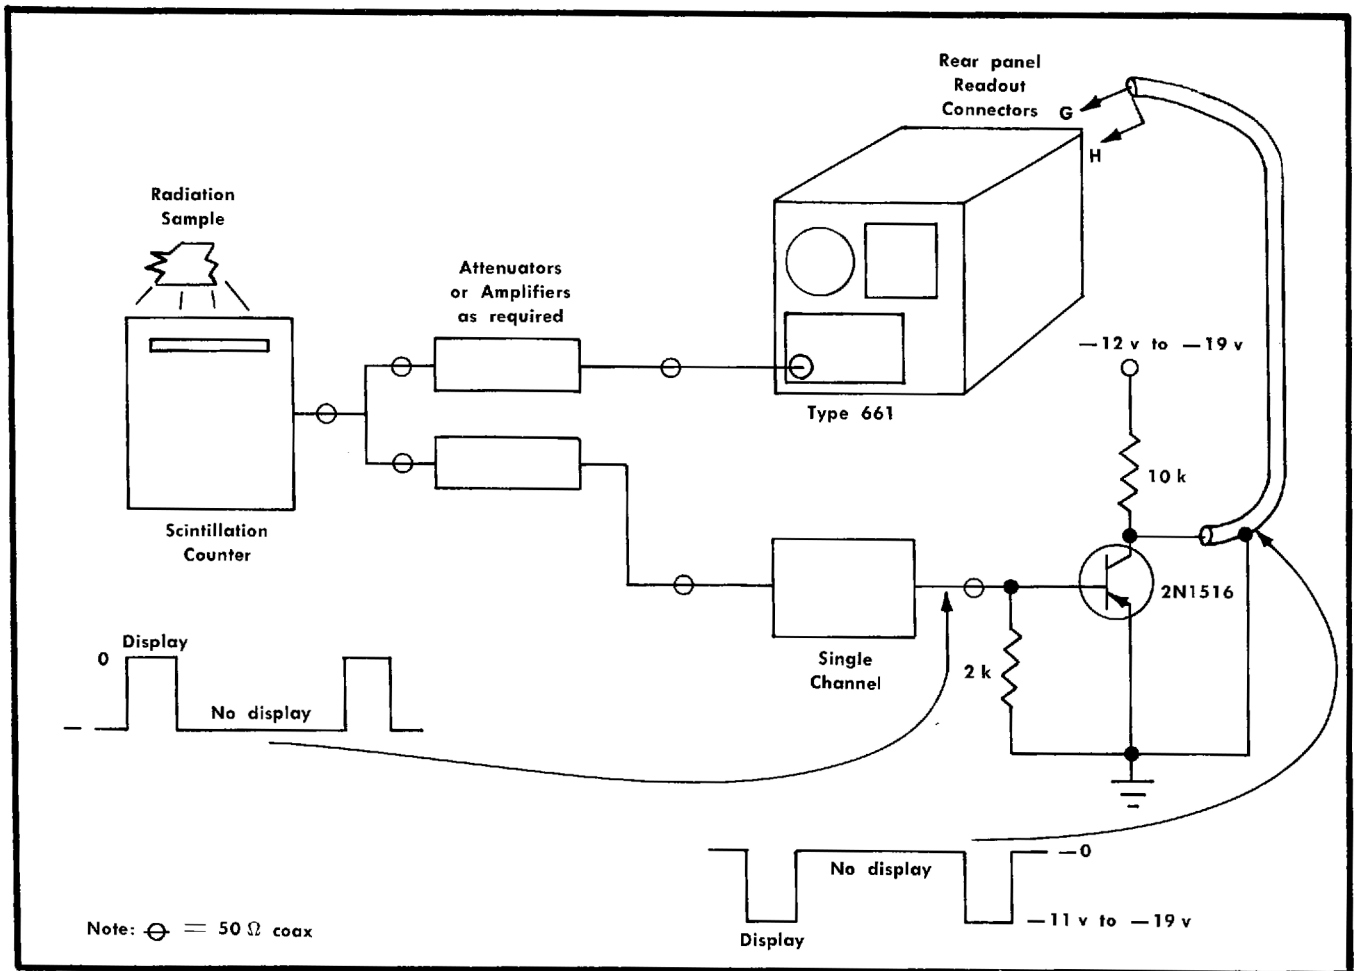 Rear panel
Readout
Connectors
G
H
Radiation
Sample
Attenuators
or Amplifiers
as required
—12 v to —19 v
Type 661
10 k
Scintillation
Counter
2N1516
Display
0
Single
Channel
2 k
No display
—
—0
No display
—11 v to —19 v
Note: ⊖ = 50 Ω coax
Display